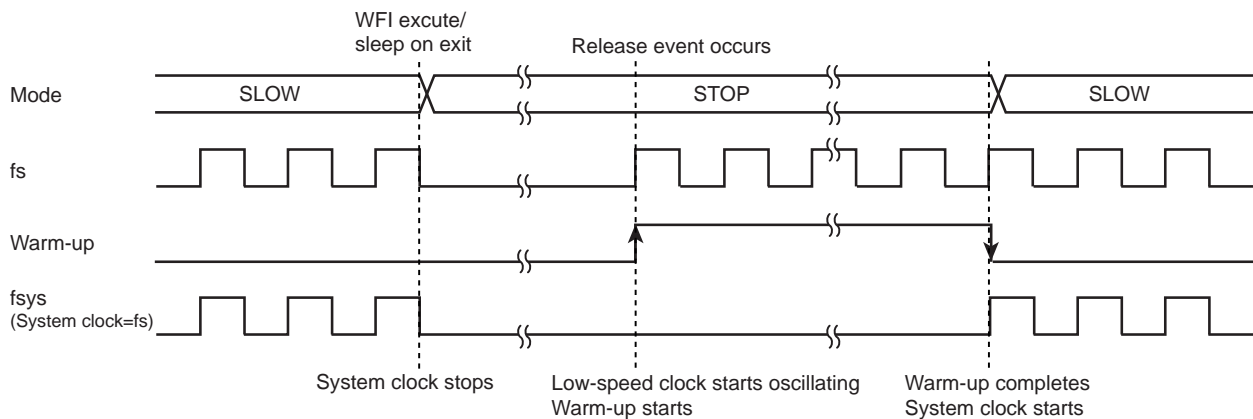 WFI excute/
sleep on exit
Release event occurs
Mode
SLOW
STOP
SLOW
fs
Warm-up
fsys
(System clock=fs)
System clock stops
Low-speed clock starts oscillating
Warm-up starts
Warm-up completes
System clock starts